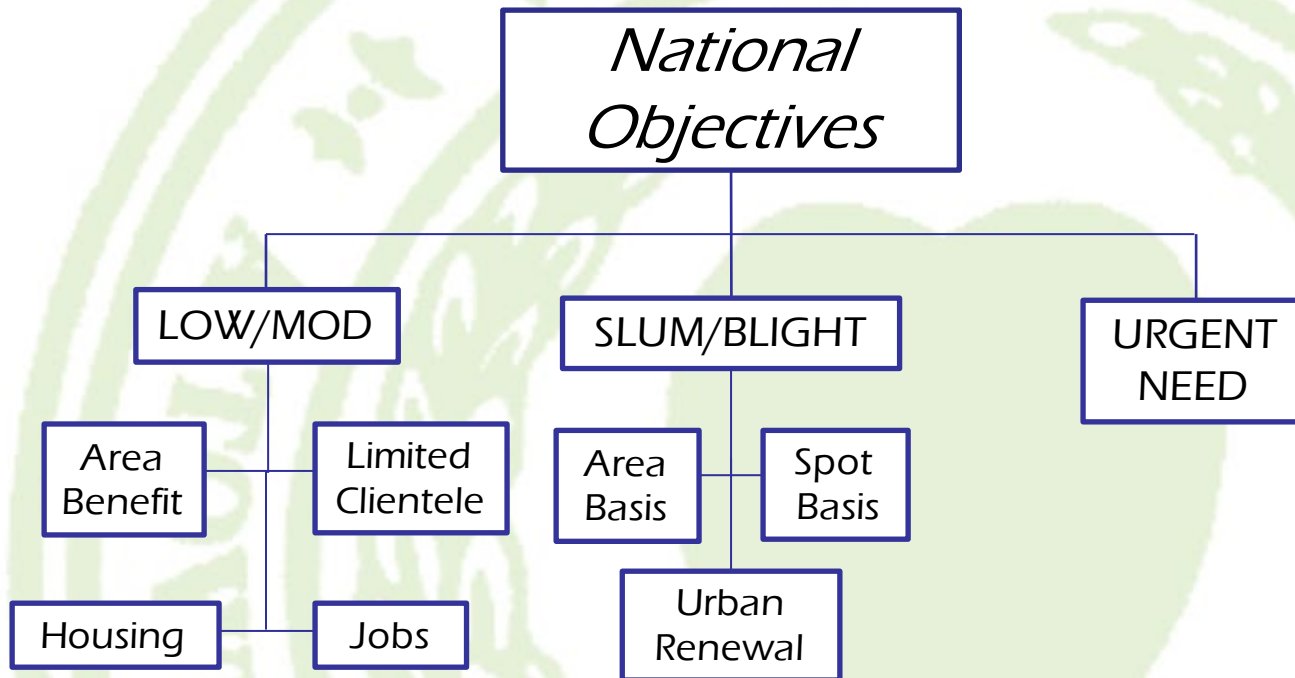 National
Objectives
LOW/MOD
SLUM/BLIGHT
URGENT
NEED
Area
Benefit
Limited
Clientele
Area
Basis
Spot
Basis
Housing
Jobs
Urban
Renewal